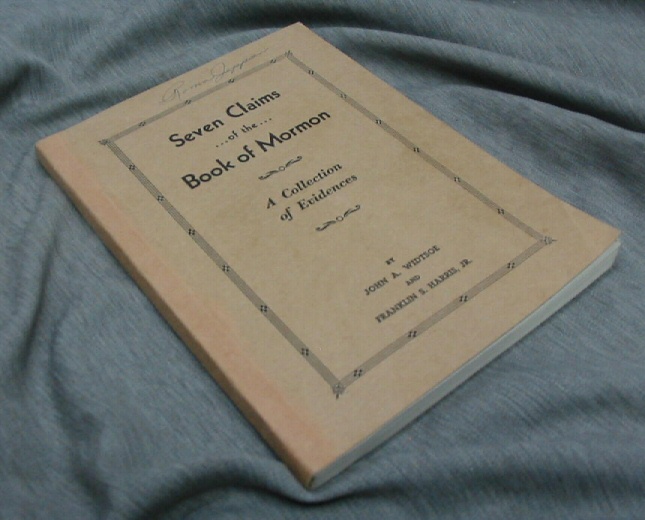 Seven Claims
...of the...
Book of Mormon
A Collection
of Evidences
BY
JOHN A. WIDTSOE
AND
FRANKLIN S. HARRIS, JR.